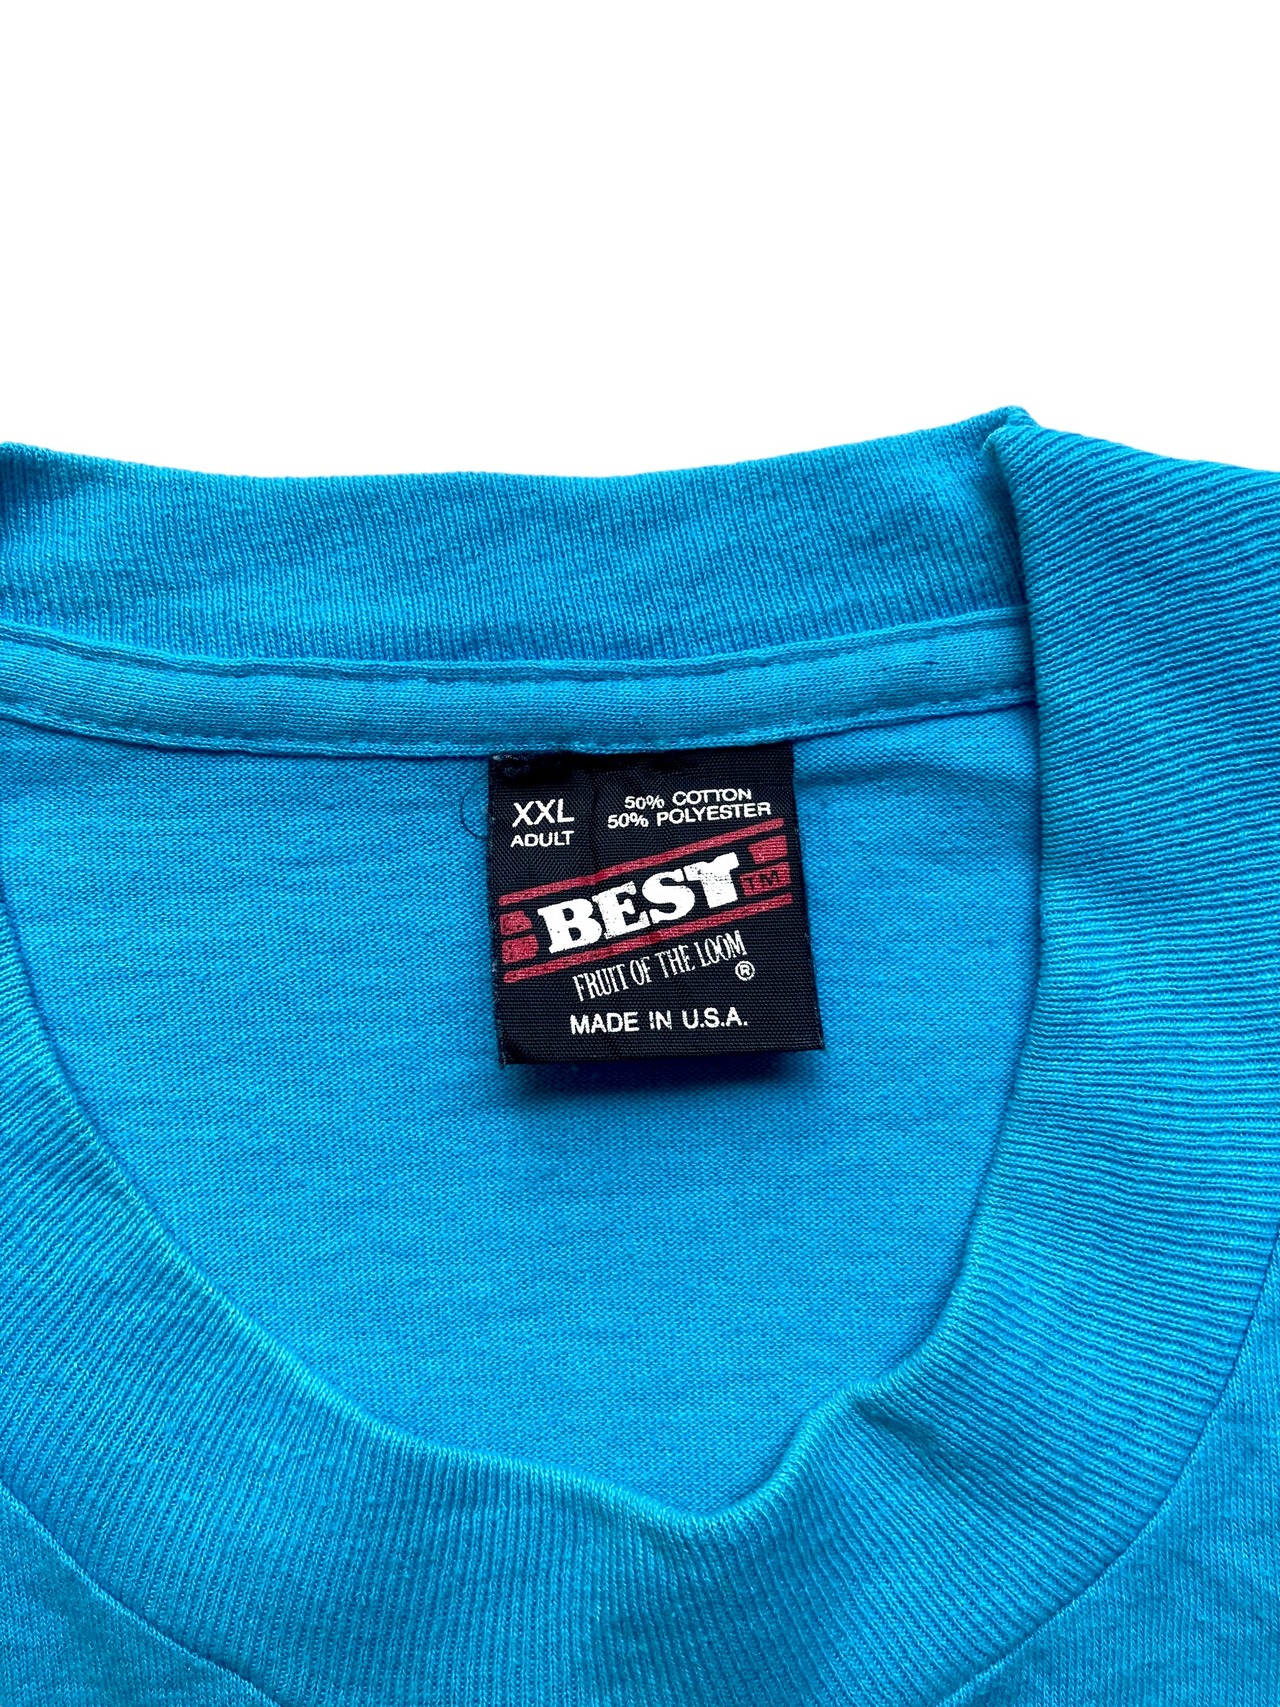 XXL
ADULT
50% COTTON
50% POLYESTER
BEST TM
FRUIT OF THE LOOM
®
MADE IN U.S.A.